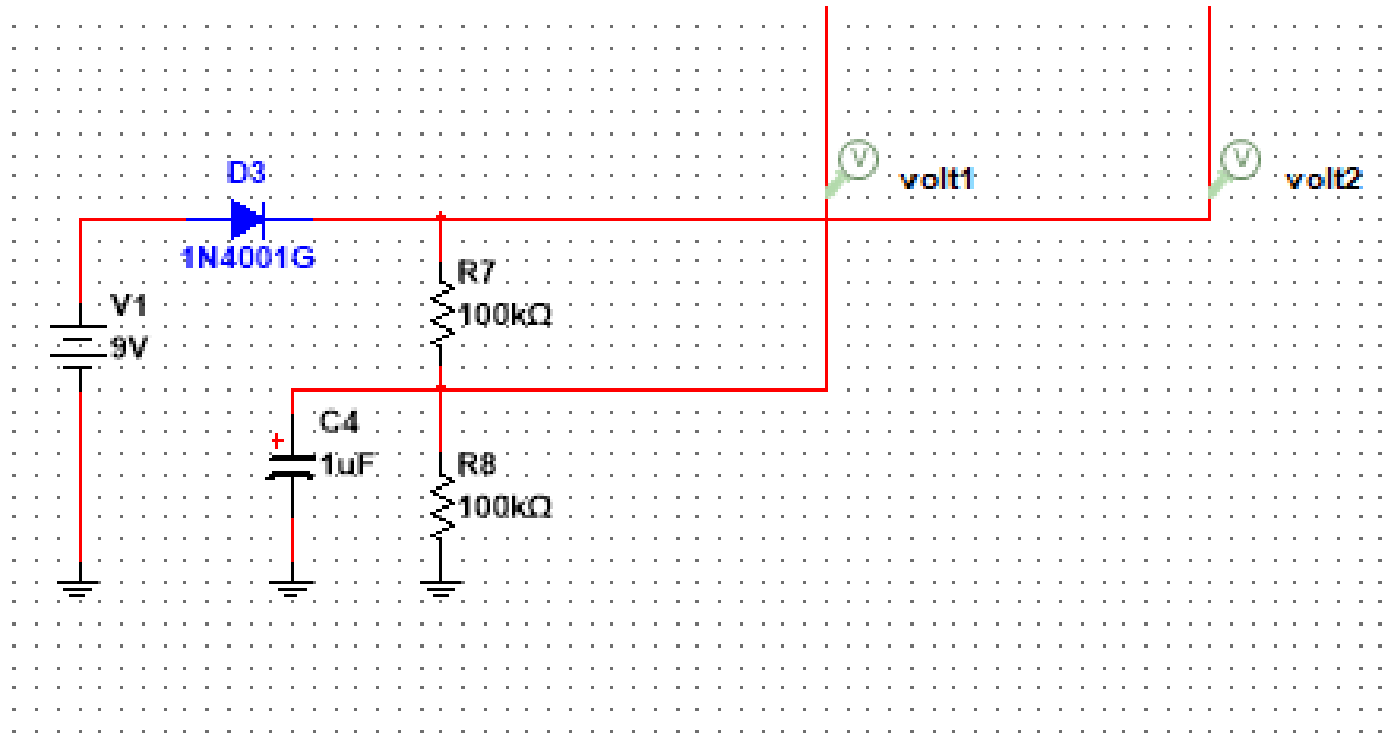 D3
1N4001G
V1
9V
R7
100kΩ
V
volt1
V
volt2
+
C4
1uF
R8
100kΩ